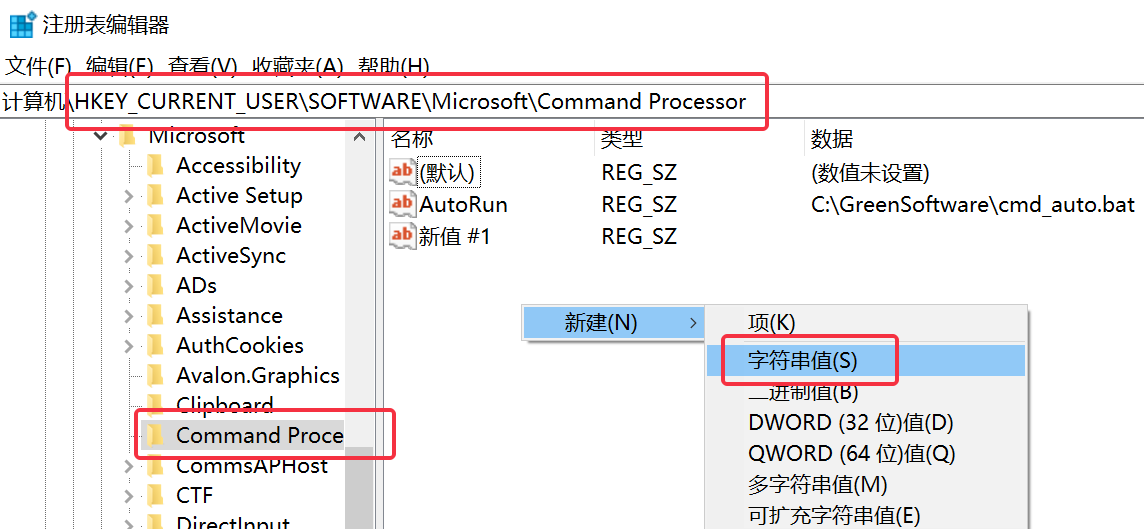 注册表编辑器
文件(F) 编辑(E) 查看(V) 收藏夹(A) 帮助(H)
计算机\HKEY_CURRENT_USER\SOFTWARE\Microsoft\Command Processor
Microsoft
Accessibility
Active Setup
ActiveMovie
ActiveSync
ADs
Assistance
AuthCookies
Avalon.Graphics
Clipboard
Command Proce
CommsAPHost
CTF
DirectInput
名称 类型 数据
ab (默认) REG_SZ (数值未设置)
ab AutoRun REG_SZ C:\GreenSoftware\cmd_auto.bat
ab 新值 #1 REG_SZ
新建(N)
项(K)
字符串值(S)
二进制值(B)
DWORD (32 位)值(D)
QWORD (64 位)值(Q)
多字符串值(M)
可扩充字符串值(E)